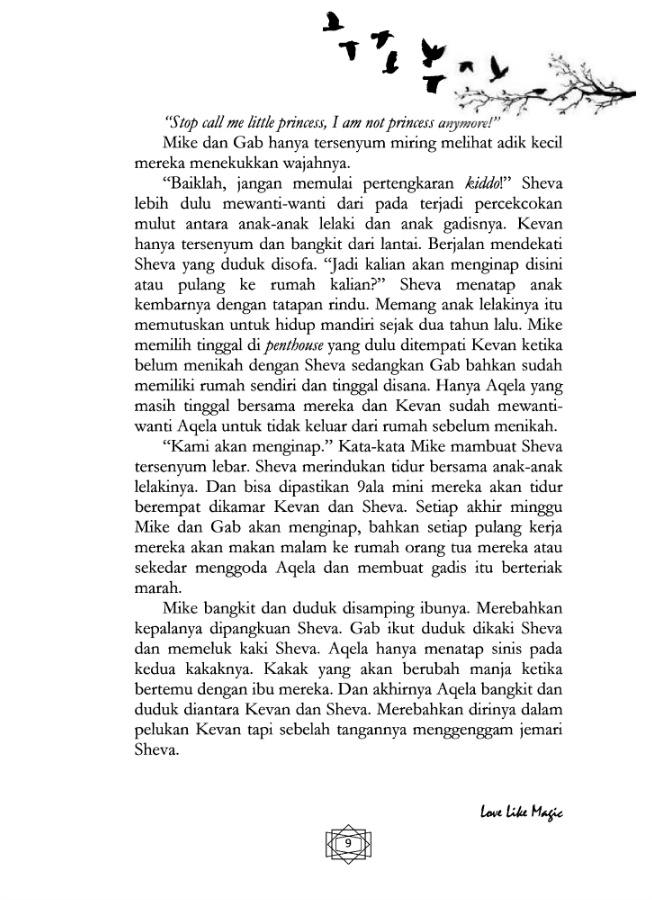 “Stop call me little princess, I am not princess anymore!”
Mike dan Gab hanya tersenyum miring melihat adik kecil
mereka menekukkan wajahnya.
“Baiklah, jangan memulai pertengkaran kiddo!” Sheva
lebih dulu mewanti-wanti dari pada terjadi percekcokan
mulut antara anak-anak lelaki dan anak gadisnya. Kevan
hanya tersenyum dan bangkit dari lantai. Berjalan mendekati
Sheva yang duduk disofa. “Jadi kalian akan menginap disini
atau pulang ke rumah kalian?” Sheva menatap anak
kembarnya dengan tatapan rindu. Memang anak lelakinya itu
memutuskan untuk hidup mandiri sejak dua tahun lalu. Mike
memilih tinggal di penthouse yang dulu ditempati Kevan ketika
belum menikah dengan Sheva sedangkan Gab bahkan sudah
memiliki rumah sendiri dan tinggal disana. Hanya Aqela yang
masih tinggal bersama mereka dan Kevan sudah mewanti-
wanti Aqela untuk tidak keluar dari rumah sebelum menikah.
“Kami akan menginap.” Kata-kata Mike mambuat Sheva
tersenyum lebar. Sheva merindukan tidur bersama anak-anak
lelakinya. Dan bisa dipastikan 9ala mini mereka akan tidur
berempat dikamar Kevan dan Sheva. Setiap akhir minggu
Mike dan Gab akan menginap, bahkan setiap pulang kerja
mereka akan makan malam ke rumah orang tua mereka atau
sekedar menggoda Aqela dan membuat gadis itu berteriak
marah.
Mike bangkit dan duduk disamping ibunya. Merebahkan
kepalanya dipangkuan Sheva. Gab ikut duduk dikaki Sheva
dan memeluk kaki Sheva. Aqela hanya menatap sinis pada
kedua kakaknya. Kakak yang akan berubah manja ketika
bertemu dengan ibu mereka. Dan akhirnya Aqela bangkit dan
duduk diantara Kevan dan Sheva. Merebahkan dirinya dalam
pelukan Kevan tapi sebelah tangannya menggenggam jemari
Sheva.
Love Like Magic
9